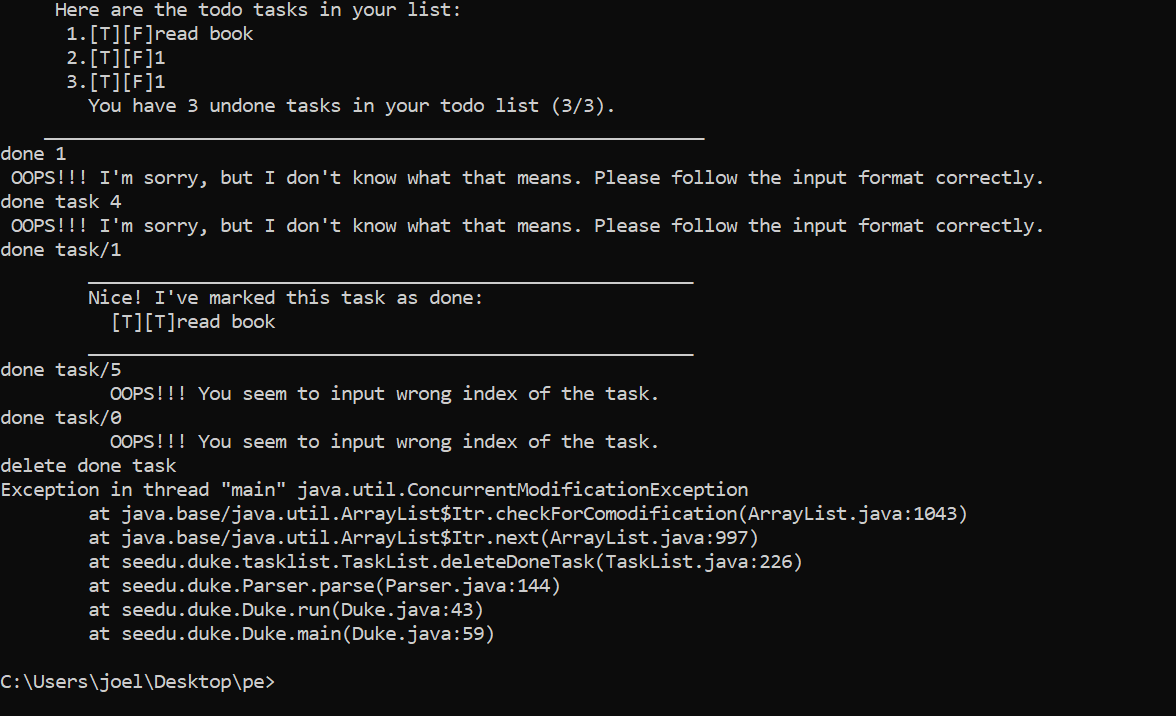 Here are the todo tasks in your list:
1.[T][F]read book
2.[T][F]1
3.[T][F]1
You have 3 undone tasks in your todo list (3/3).
____________________________________________________________
done 1
OOPS!!! I'm sorry, but I don't know what that means. Please follow the input format correctly.
done task 4
OOPS!!! I'm sorry, but I don't know what that means. Please follow the input format correctly.
done task/1
_______________________________________________________
Nice! I've marked this task as done:
[T][T]read book
_______________________________________________________
done task/5
OOPS!!! You seem to input wrong index of the task.
done task/0
OOPS!!! You seem to input wrong index of the task.
delete done task
Exception in thread "main" java.util.ConcurrentModificationException
at java.base/java.util.ArrayList$Itr.checkForComodification(ArrayList.java:1043)
at java.base/java.util.ArrayList$Itr.next(ArrayList.java:997)
at seedu.duke.tasklist.TaskList.deleteDoneTask(TaskList.java:226)
at seedu.duke.Parser.parse(Parser.java:144)
at seedu.duke.Duke.run(Duke.java:43)
at seedu.duke.Duke.main(Duke.java:59)
C:\Users\joel\Desktop\pe>